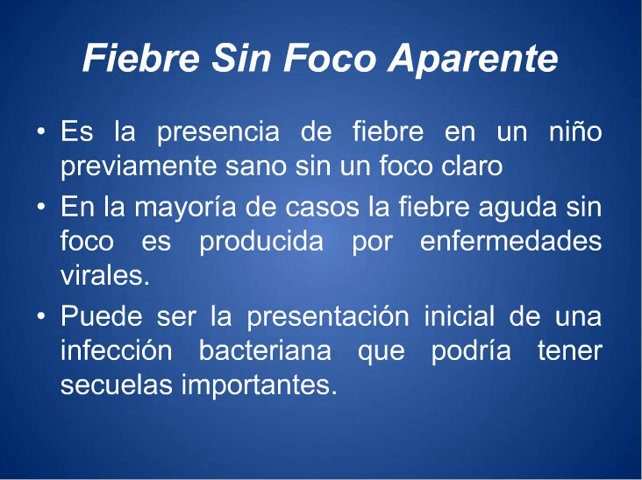 Fiebre Sin Foco Aparente
• Es la presencia de fiebre en un niño
previamente sano sin un foco claro
• En la mayoría de casos la fiebre aguda sin
foco es producida por enfermedades
virales.
• Puede ser la presentación inicial de una
infección bacteriana que podría tener
secuelas importantes.